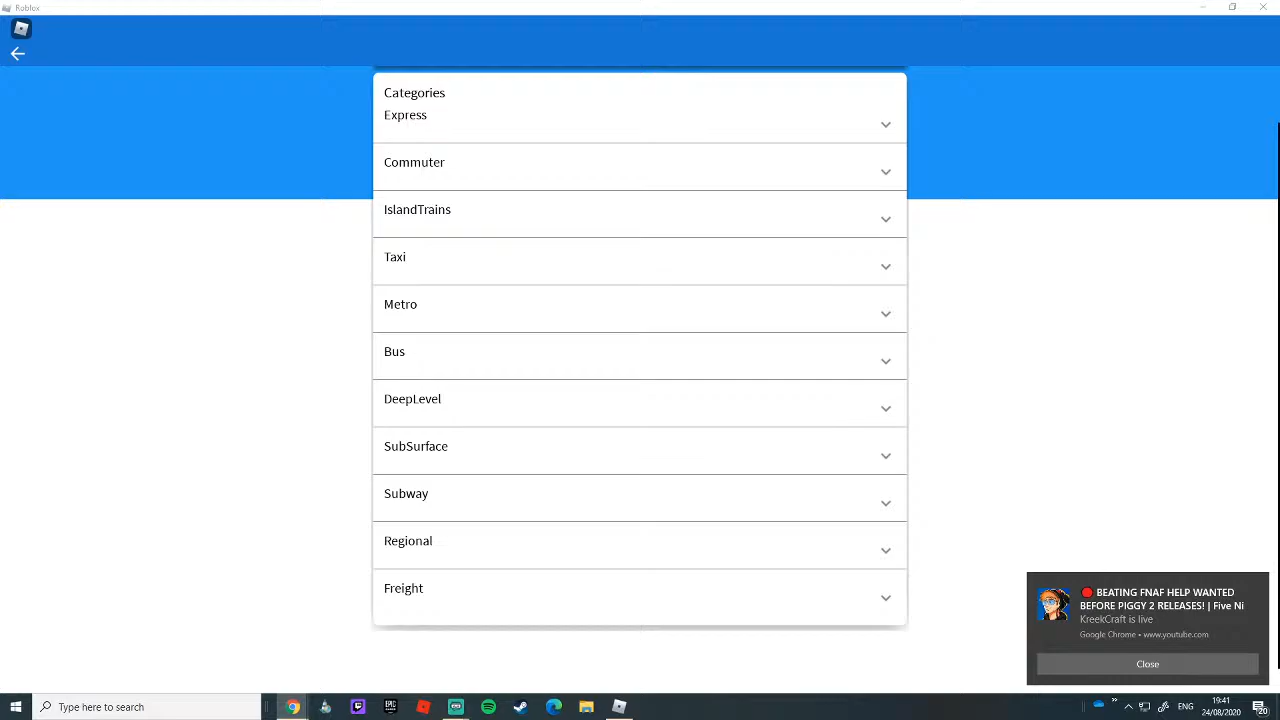 Roblox
Categories
Express
Commuter
IslandTrains
Taxi
Metro
Bus
DeepLevel
SubSurface
Subway
Regional
Freight
BEATING FNAF HELP WANTED
BEFORE PIGGY 2 RELEASES! | Five Ni
KreekCraft is live
Google Chrome • www.youtube.com
Close
Type here to search
EPIC
ENG
19:41
24/08/2020
20